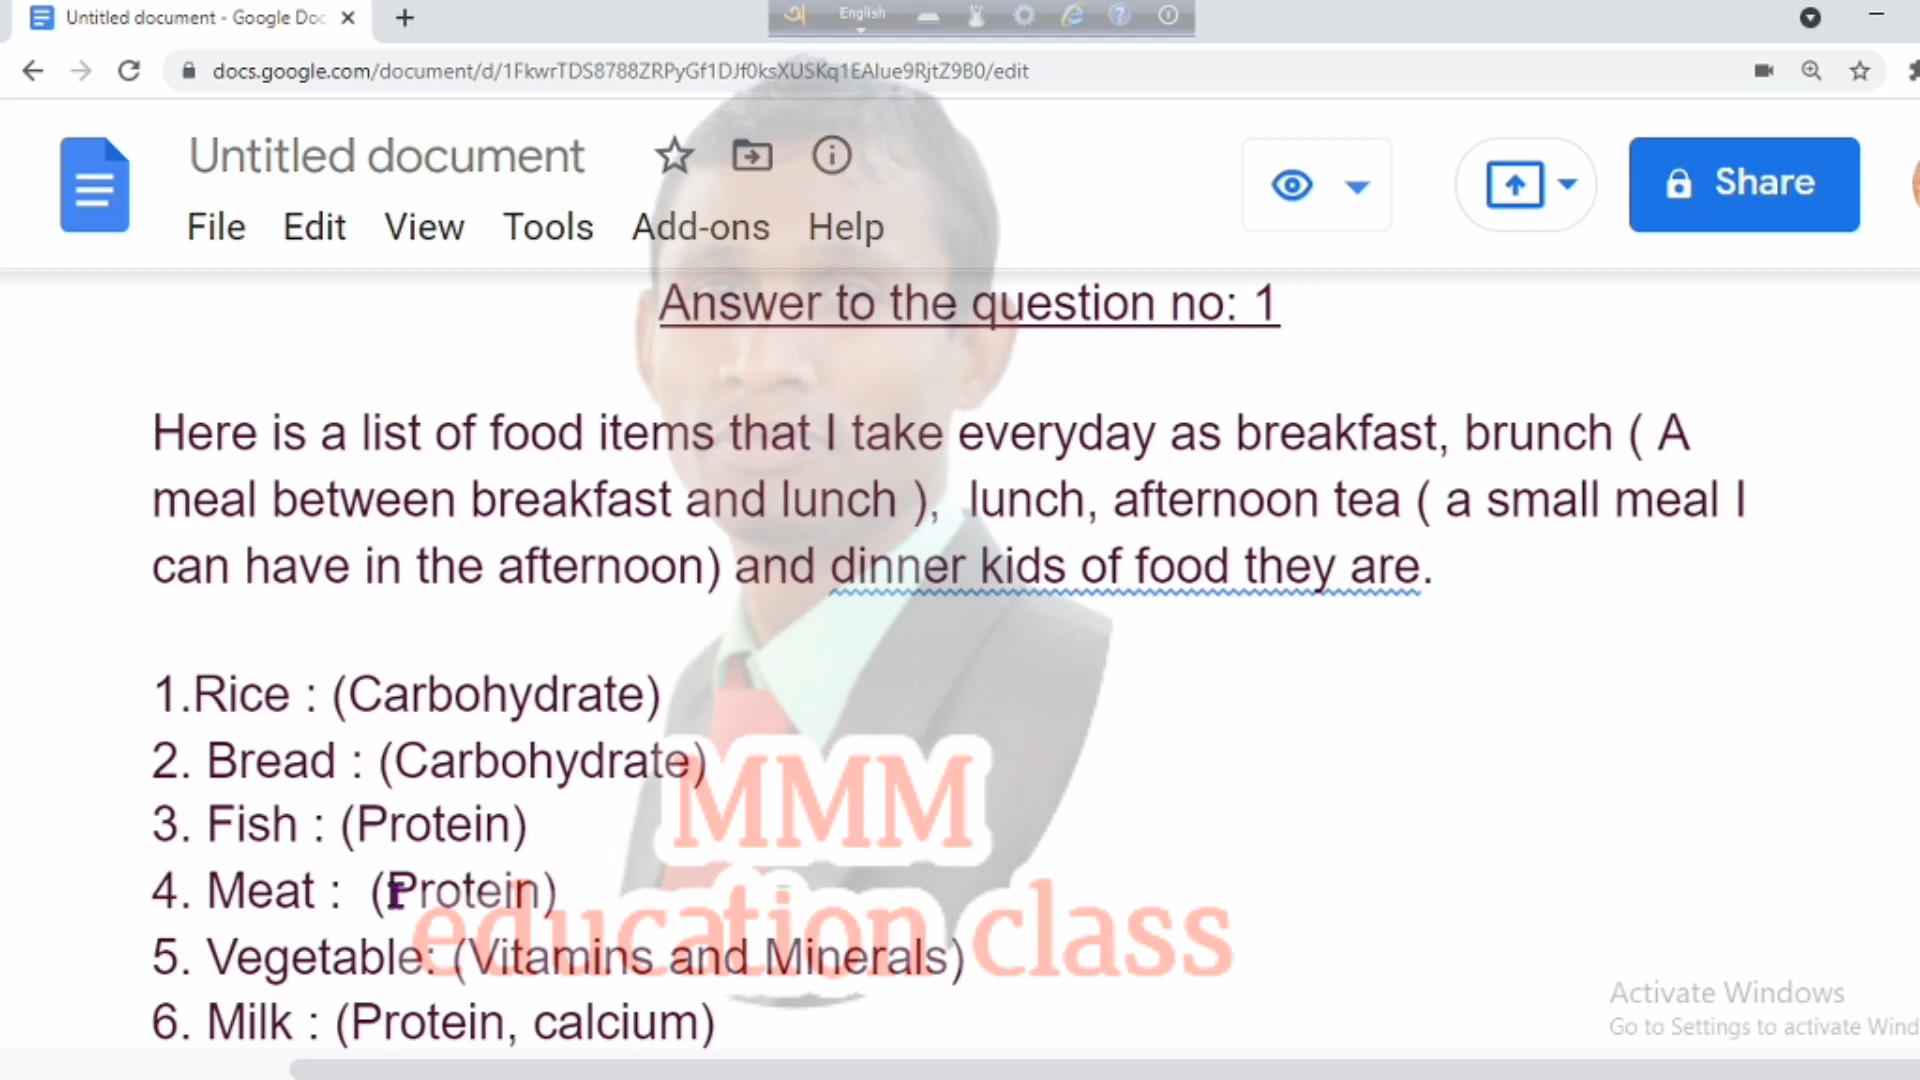 Untitled document - Google Doc
অ English
docs.google.com/document/d/1FkwrTDS8788ZRPyGf1DJf0ksXUSKq1EAlue9RjtZ9B0/edit
Untitled document
Share
File Edit View Tools Add-ons Help
Answer to the question no: 1
Here is a list of food items that I take everyday as breakfast, brunch ( A
meal between breakfast and lunch ), lunch, afternoon tea ( a small meal I
can have in the afternoon) and dinner kids of food they are.
1.Rice : (Carbohydrate)
2. Bread : (Carbohydrate)
3. Fish : (Protein)
4. Meat : (Protein)
5. Vegetable: (Vitamins and Minerals)
6. Milk : (Protein, calcium)
MMM
education class
Activate Windows
Go to Settings to activate Wind